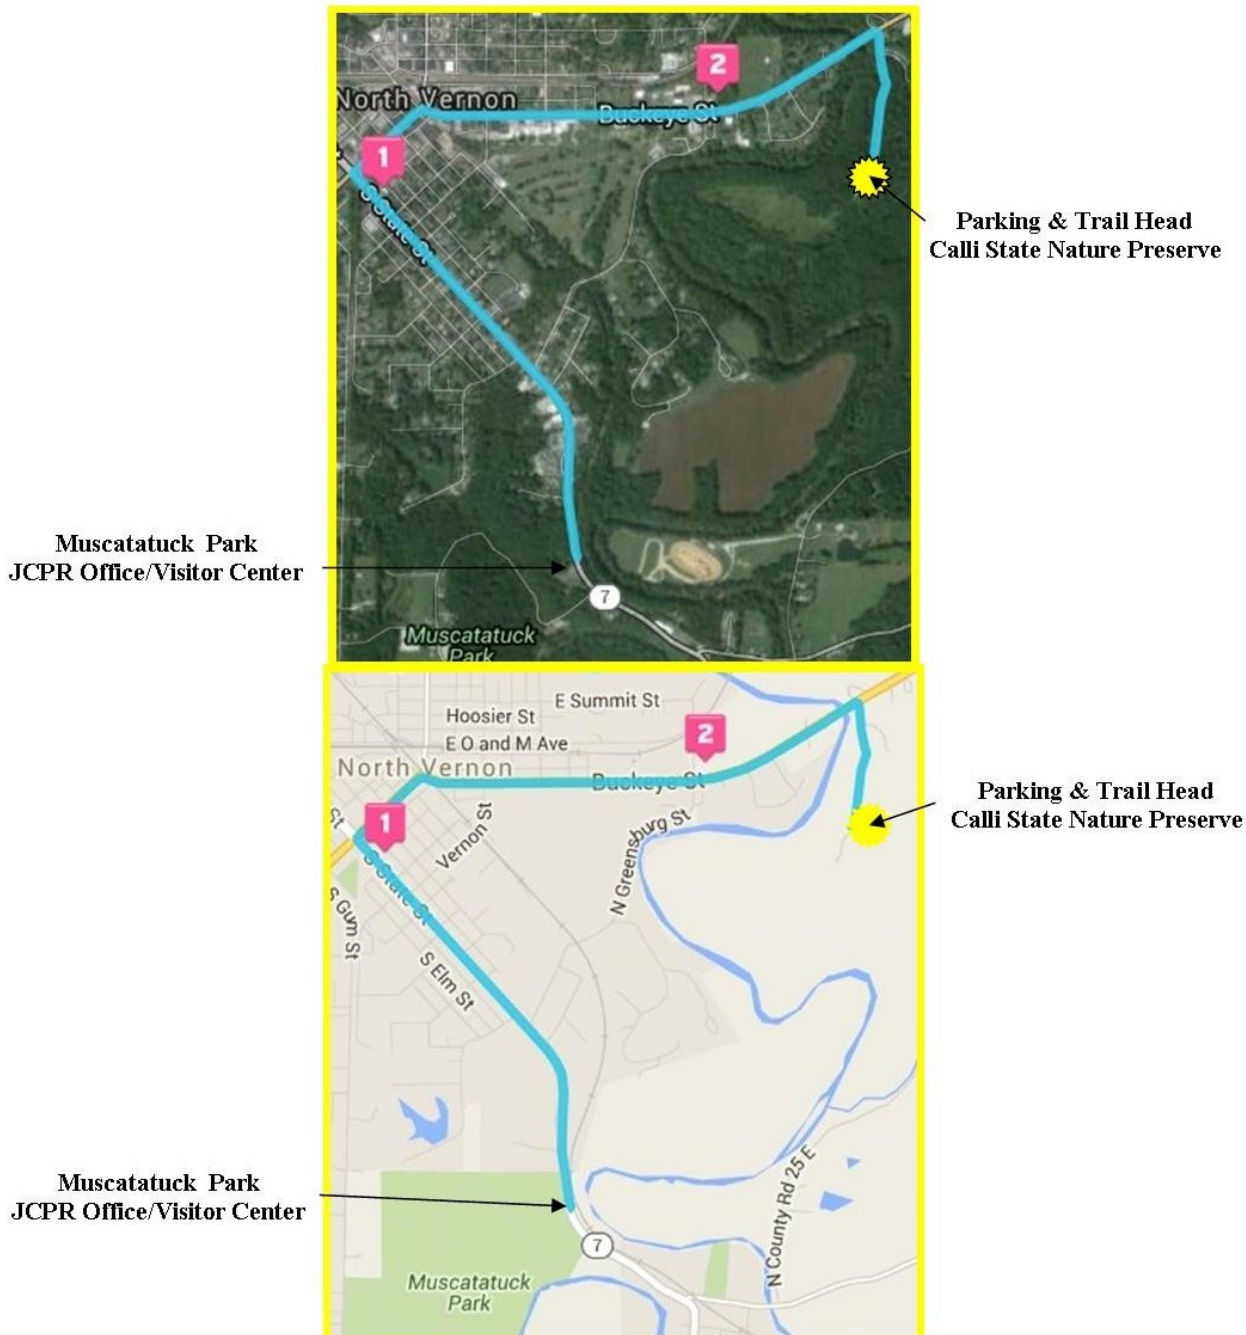 2
North Vernon
Buckeye St
1
S State St
Parking & Trail Head
Calli State Nature Preserve
Muscatatuck Park
JCPR Office/Visitor Center
7
Muscatatuck
Park
E Summit St
Hoosier St
2
E O and M Ave
North Vernon
Buckeye St
Parking & Trail Head
Calli State Nature Preserve
St
1
Vernon St
N Greensburg St
S State St
S Gum St
S Elm St
Muscatatuck Park
JCPR Office/Visitor Center
N County Rd 25 E
7
Muscatatuck
Park